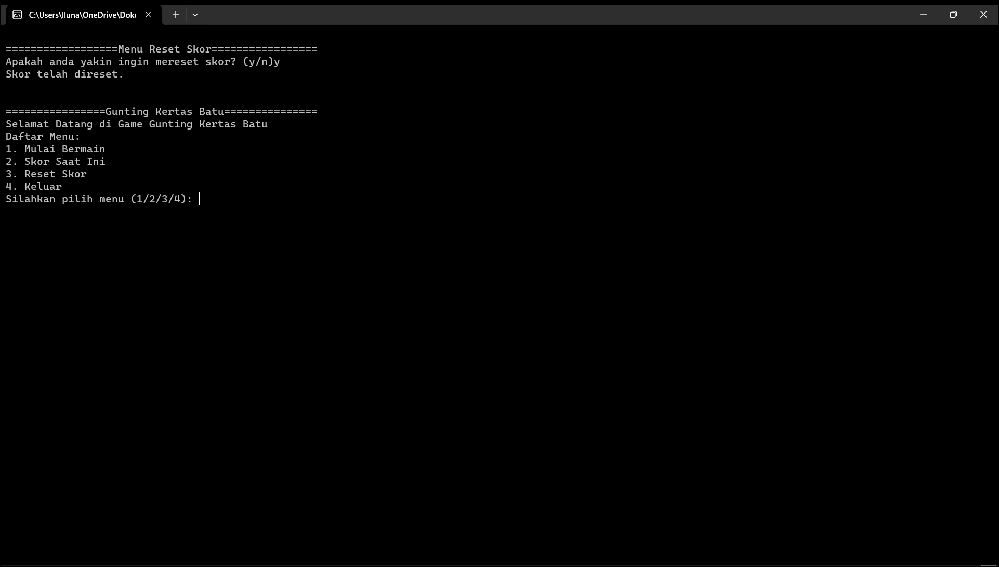 C:\Users\lluna\OneDrive\Doku
==================Menu Reset Skor=================
Apakah anda yakin ingin mereset skor? (y/n)y
Skor telah direset.
================Gunting Kertas Batu===============
Selamat Datang di Game Gunting Kertas Batu
Daftar Menu:
1. Mulai Bermain
2. Skor Saat Ini
3. Reset Skor
4. Keluar
Silahkan pilih menu (1/2/3/4):